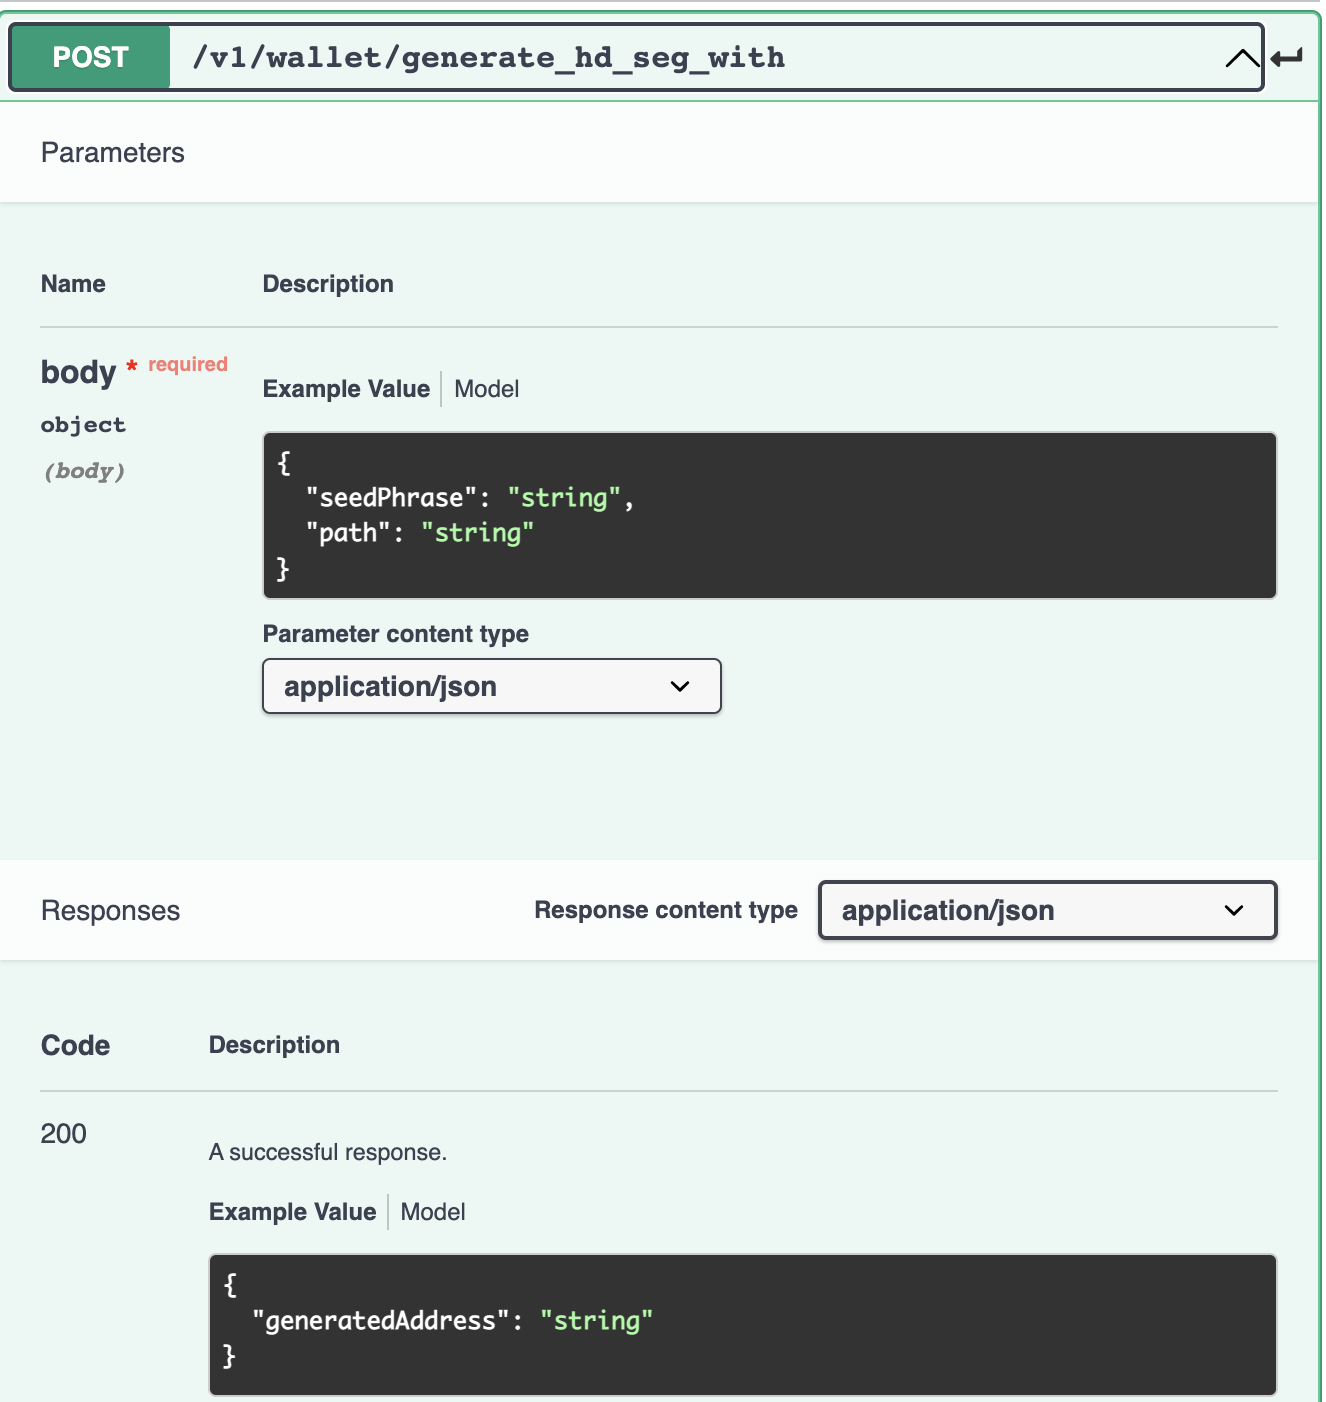 POST /v1/wallet/generate_hd_seg_with
Parameters
Name Description
body * required
object
(body)
Example Value Model
{
"seedPhrase": "string",
"path": "string"
}
Parameter content type
application/json
Responses Response content type application/json
Code Description
200
A successful response.
Example Value Model
{
"generatedAddress": "string"
}